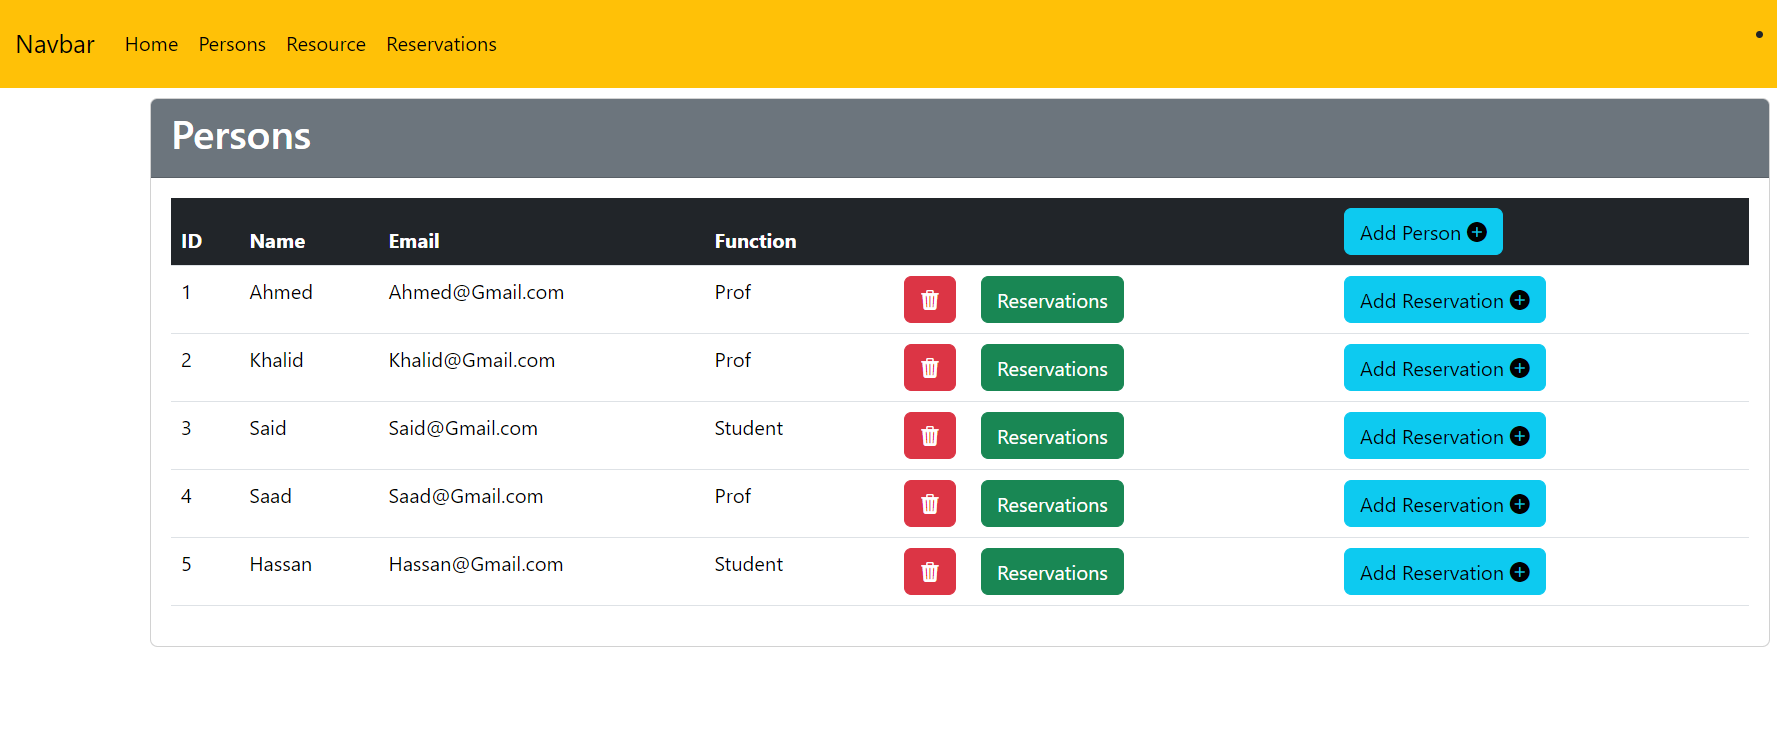 Navbar Home Persons Resource Reservations
Persons
ID Name Email Function Add Person
1 Ahmed Ahmed@Gmail.com Prof Reservations Add Reservation
2 Khalid Khalid@Gmail.com Prof Reservations Add Reservation
3 Said Said@Gmail.com Student Reservations Add Reservation
4 Saad Saad@Gmail.com Prof Reservations Add Reservation
5 Hassan Hassan@Gmail.com Student Reservations Add Reservation